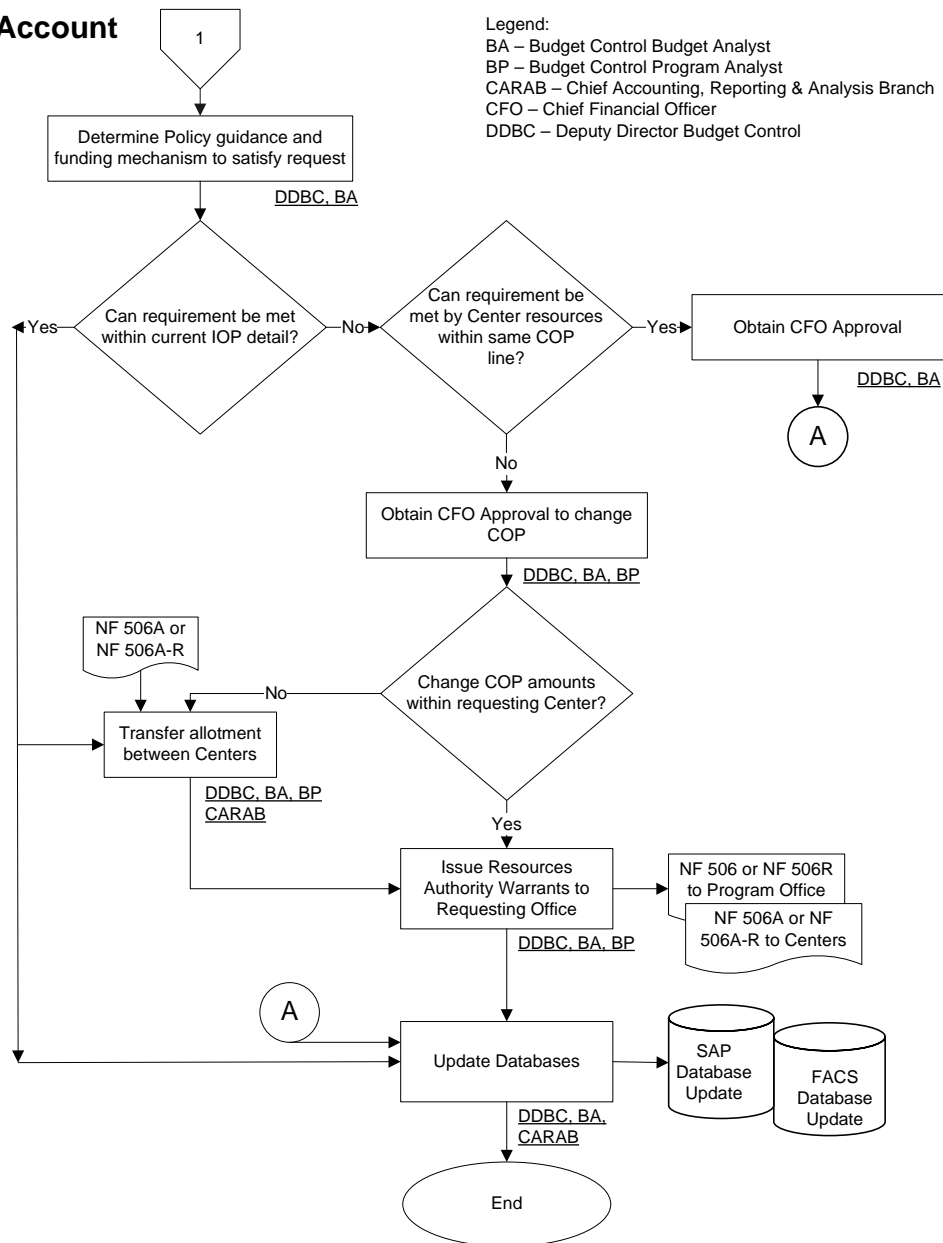 Account
1
Legend:
BA – Budget Control Budget Analyst
BP – Budget Control Program Analyst
CARAB – Chief Accounting, Reporting & Analysis Branch
CFO – Chief Financial Officer
DDBC – Deputy Director Budget Control
Determine Policy guidance and
funding mechanism to satisfy request
DDBC, BA
Yes
Can requirement be met
within current IOP detail?
No
Can requirement be
met by Center resources
within same COP
line?
Yes
Obtain CFO Approval
DDBC, BA
A
No
Obtain CFO Approval to change
COP
DDBC, BA, BP
NF 506A or
NF 506A-R
No
Change COP amounts
within requesting Center?
Transfer allotment
between Centers
DDBC, BA, BP
CARAB
Yes
Issue Resources
Authority Warrants to
Requesting Office
NF 506 or NF 506R
to Program Office
NF 506A or NF
506A-R to Centers
DDBC, BA, BP
A
Update Databases
SAP
Database
Update
FACS
Database
Update
DDBC, BA,
CARAB
End